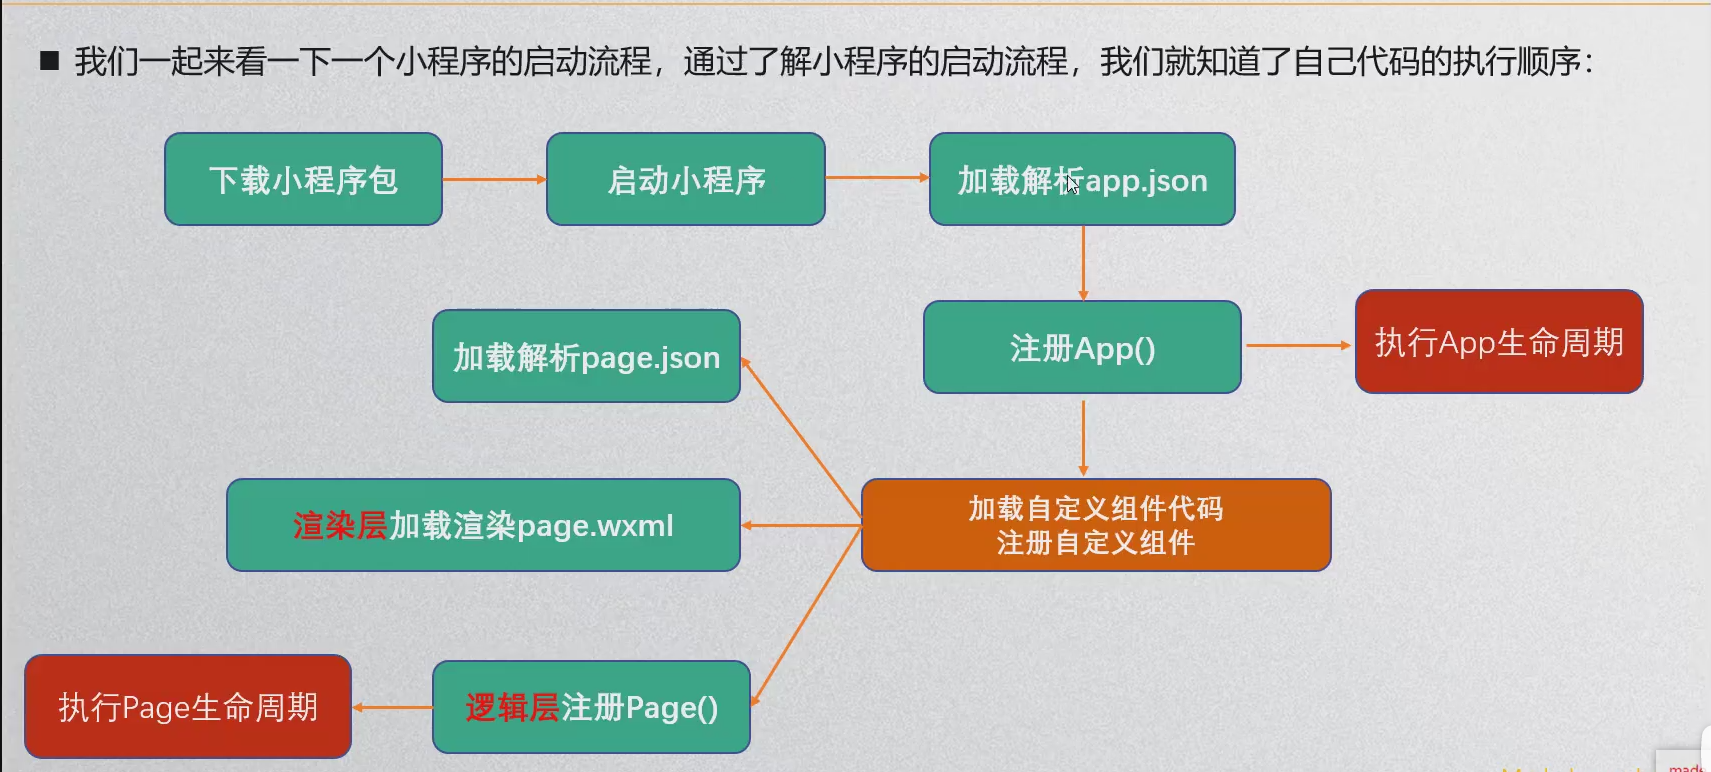 我们一起来看一下一个小程序的启动流程，通过了解小程序的启动流程，我们就知道了自己代码的执行顺序：
下载小程序包
启动小程序
加载解析app.json
注册App()
执行App生命周期
加载自定义组件代码
注册自定义组件
加载解析page.json
渲染层加载渲染page.wxml
逻辑层注册Page()
执行Page生命周期